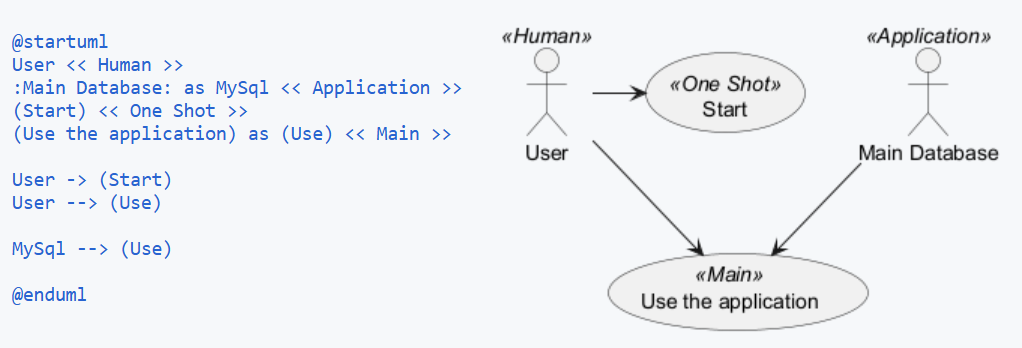 @startuml
User << Human >>
:Main Database: as MySql << Application >>
(Start) << One Shot >>
(Use the application) as (Use) << Main >>
User -> (Start)
User --> (Use)
MySql --> (Use)
@enduml
«Human»
User
«One Shot»
Start
«Application»
Main Database
«Main»
Use the application